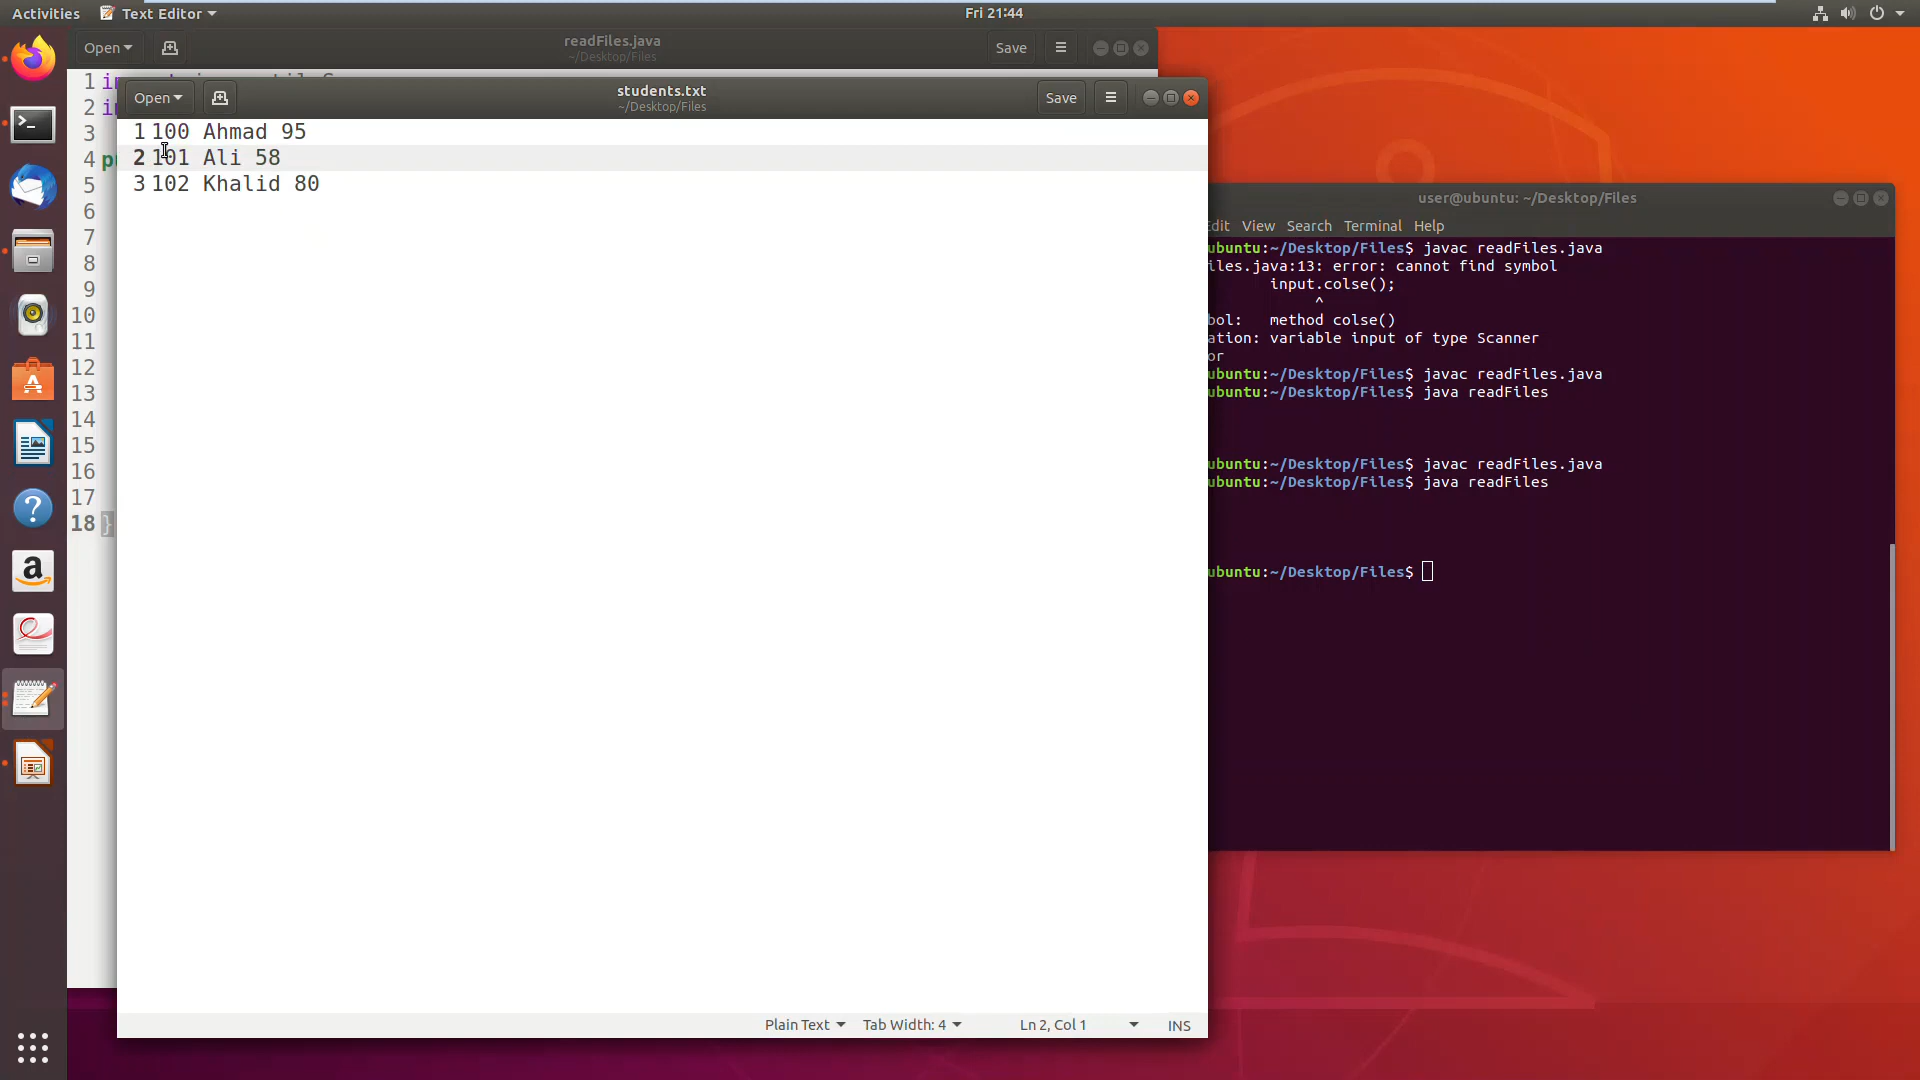 Activities Text Editor Fri 21:44
Open readFiles.java Save
~/Desktop/Files
1
2
3
4
5
6
7
8
9
10
11
12
13
14
15
16
17
18 }
Open students.txt Save
~/Desktop/Files
1 100 Ahmad 95
2 101 Ali 58
3 102 Khalid 80
Plain Text Tab Width: 4 Ln 2, Col 1 INS
user@ubuntu: ~/Desktop/Files
Edit View Search Terminal Help
ubuntu:~/Desktop/Files$ javac readFiles.java
iles.java:13: error: cannot find symbol
input.colse();
^
bol: method colse()
ation: variable input of type Scanner
or
ubuntu:~/Desktop/Files$ javac readFiles.java
ubuntu:~/Desktop/Files$ java readFiles
ubuntu:~/Desktop/Files$ javac readFiles.java
ubuntu:~/Desktop/Files$ java readFiles
ubuntu:~/Desktop/Files$